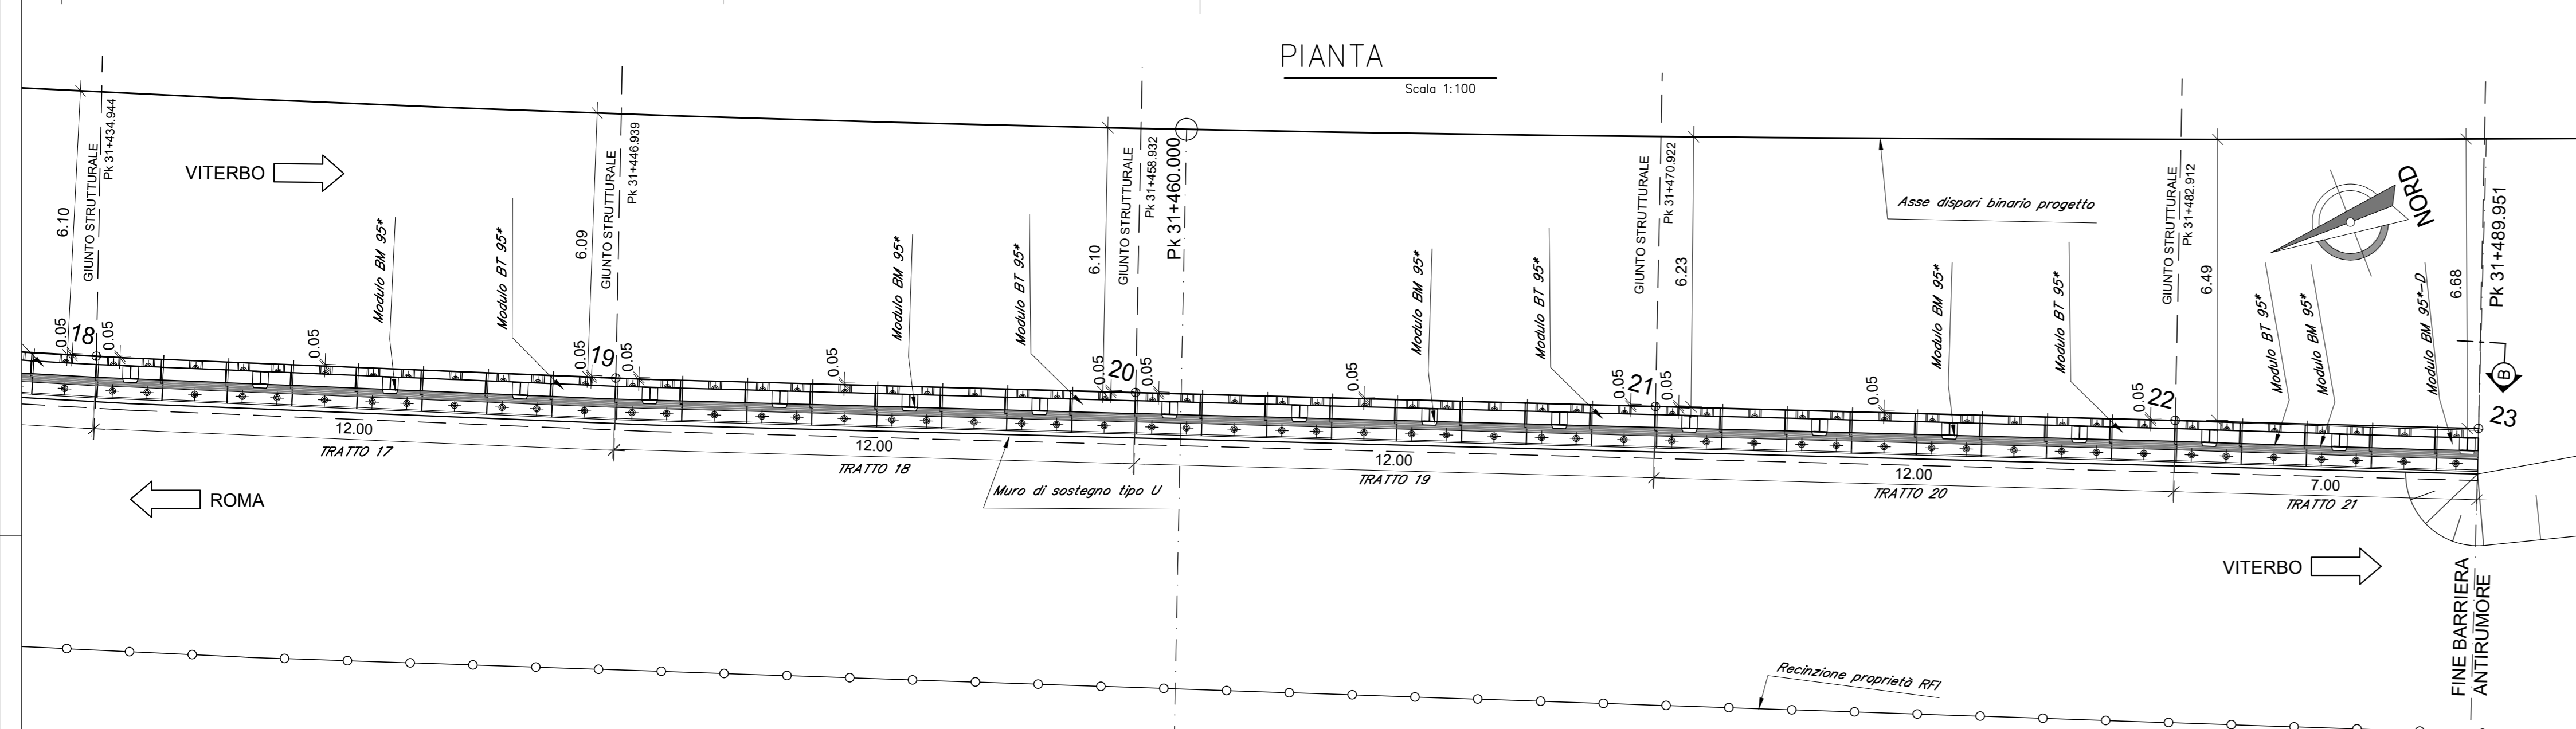 PIANTA
Scala 1:100
VITERBO
6.10
GIUNTO STRUTTURALE
Pk 31+434.944
6.09
GIUNTO STRUTTURALE
Pk 31+446.939
6.10
GIUNTO STRUTTURALE
Pk 31+458.932
Pk 31+460.000
GIUNTO STRUTTURALE
Pk 31+470.922
6.23
Asse dispari binario progetto
GIUNTO STRUTTURALE
Pk 31+482.912
6.49
NORD
6.68
Pk 31+489.951
Modulo BM 95*
Modulo BT 95*
Modulo BM 95*
Modulo BT 95*
Modulo BM 95*
Modulo BT 95*
Modulo BM 95*
Modulo BT 95*
Modulo BT 95*
Modulo BM 95*
Modulo BM 95*-D
B
0.05
18
0.05
0.05
0.05
19
0.05
0.05
0.05
20
0.05
0.05
0.05
21
0.05
0.05
0.05
22
23
12.00
TRATTO 17
12.00
TRATTO 18
12.00
TRATTO 19
12.00
TRATTO 20
7.00
TRATTO 21
Muro di sostegno tipo U
ROMA
VITERBO
FINE BARRIERA
ANTIRUMORE
Recinzione proprietà RFI